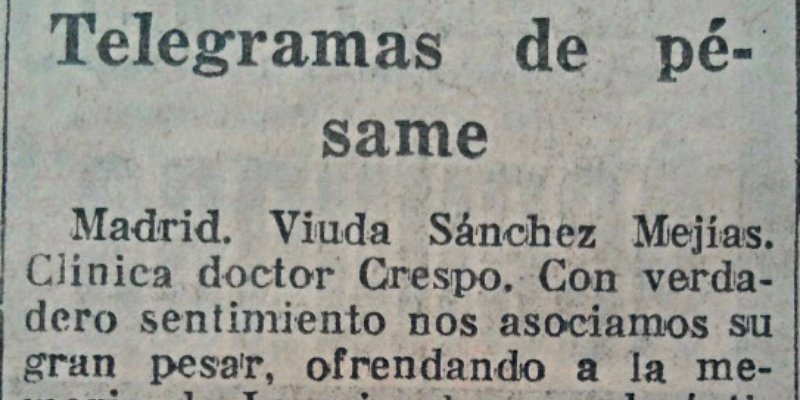 Telegramas de pé-
same
Madrid. Viuda Sánchez Mejías.
Clínica doctor Crespo. Con verda-
dero sentimiento nos asociamos su
gran pesar, ofrendando a la me-